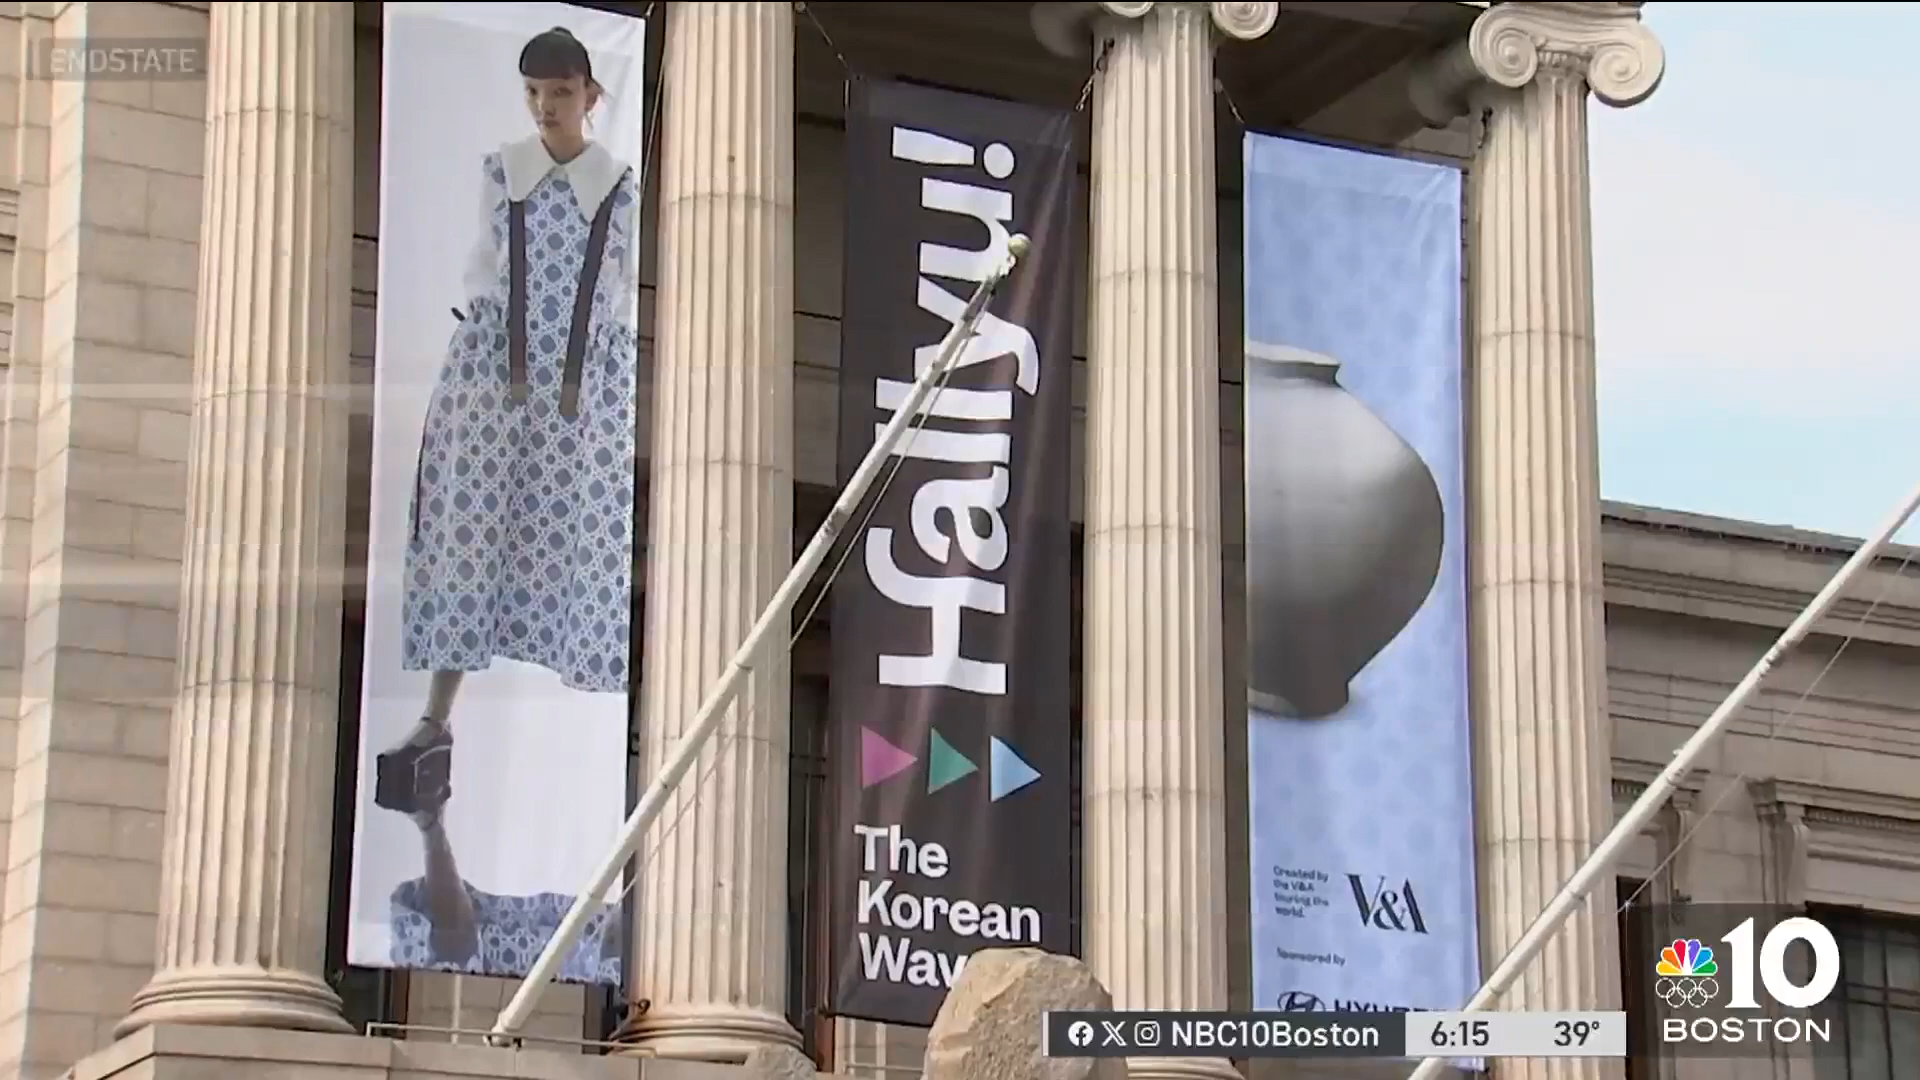 ENDSTATE
Hallyu!
The
Korean
Wav
Created by
the V&A
touring the
world.
V&A
Sponsored by
NBC10Boston
6:15
39°
10
BOSTON